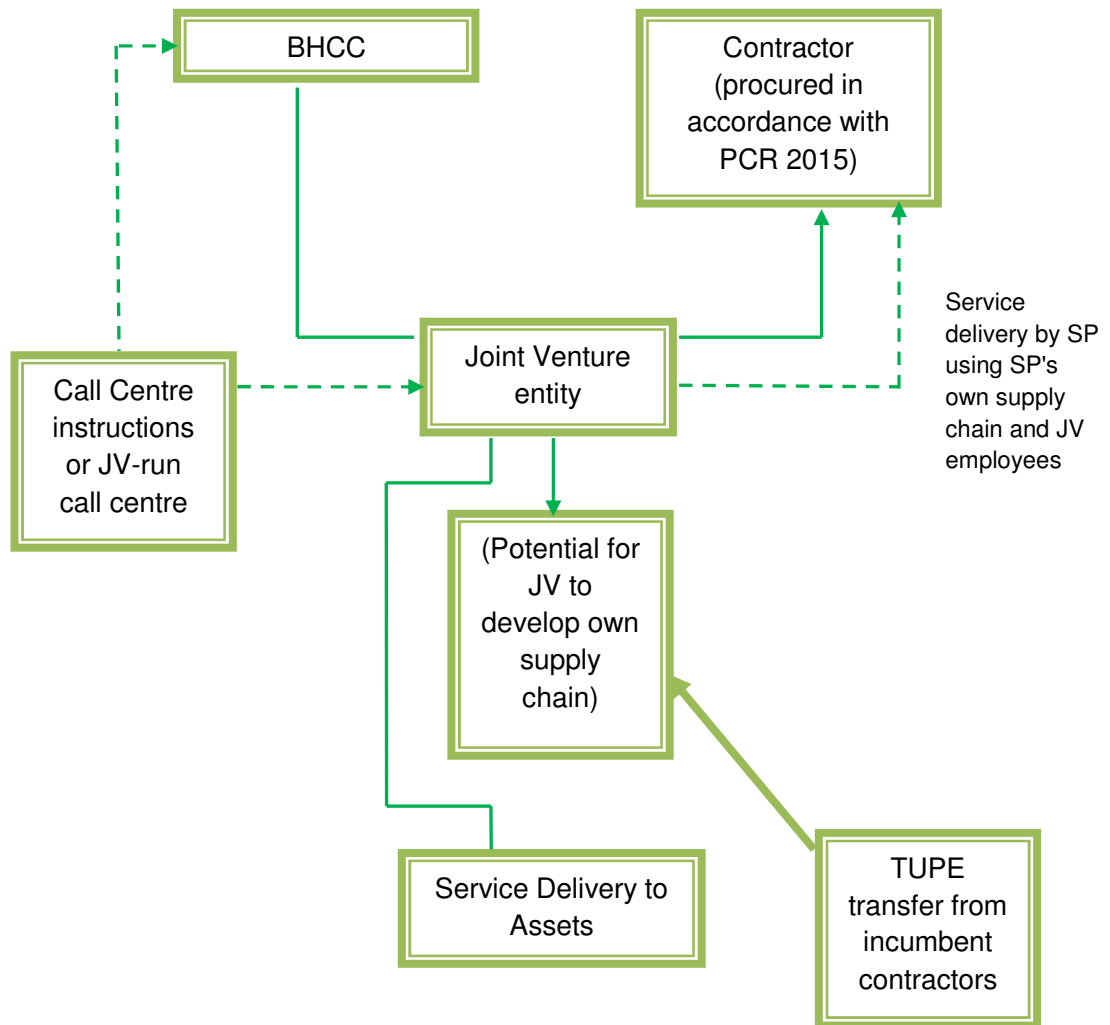 BHCC
Contractor
(procured in
accordance with
PCR 2015)
Service
delivery by SP
using SP's
own supply
chain and JV
employees
Joint Venture
entity
Call Centre
instructions
or JV-run
call centre
(Potential for
JV to
develop own
supply
chain)
Service Delivery to
Assets
TUPE
transfer from
incumbent
contractors